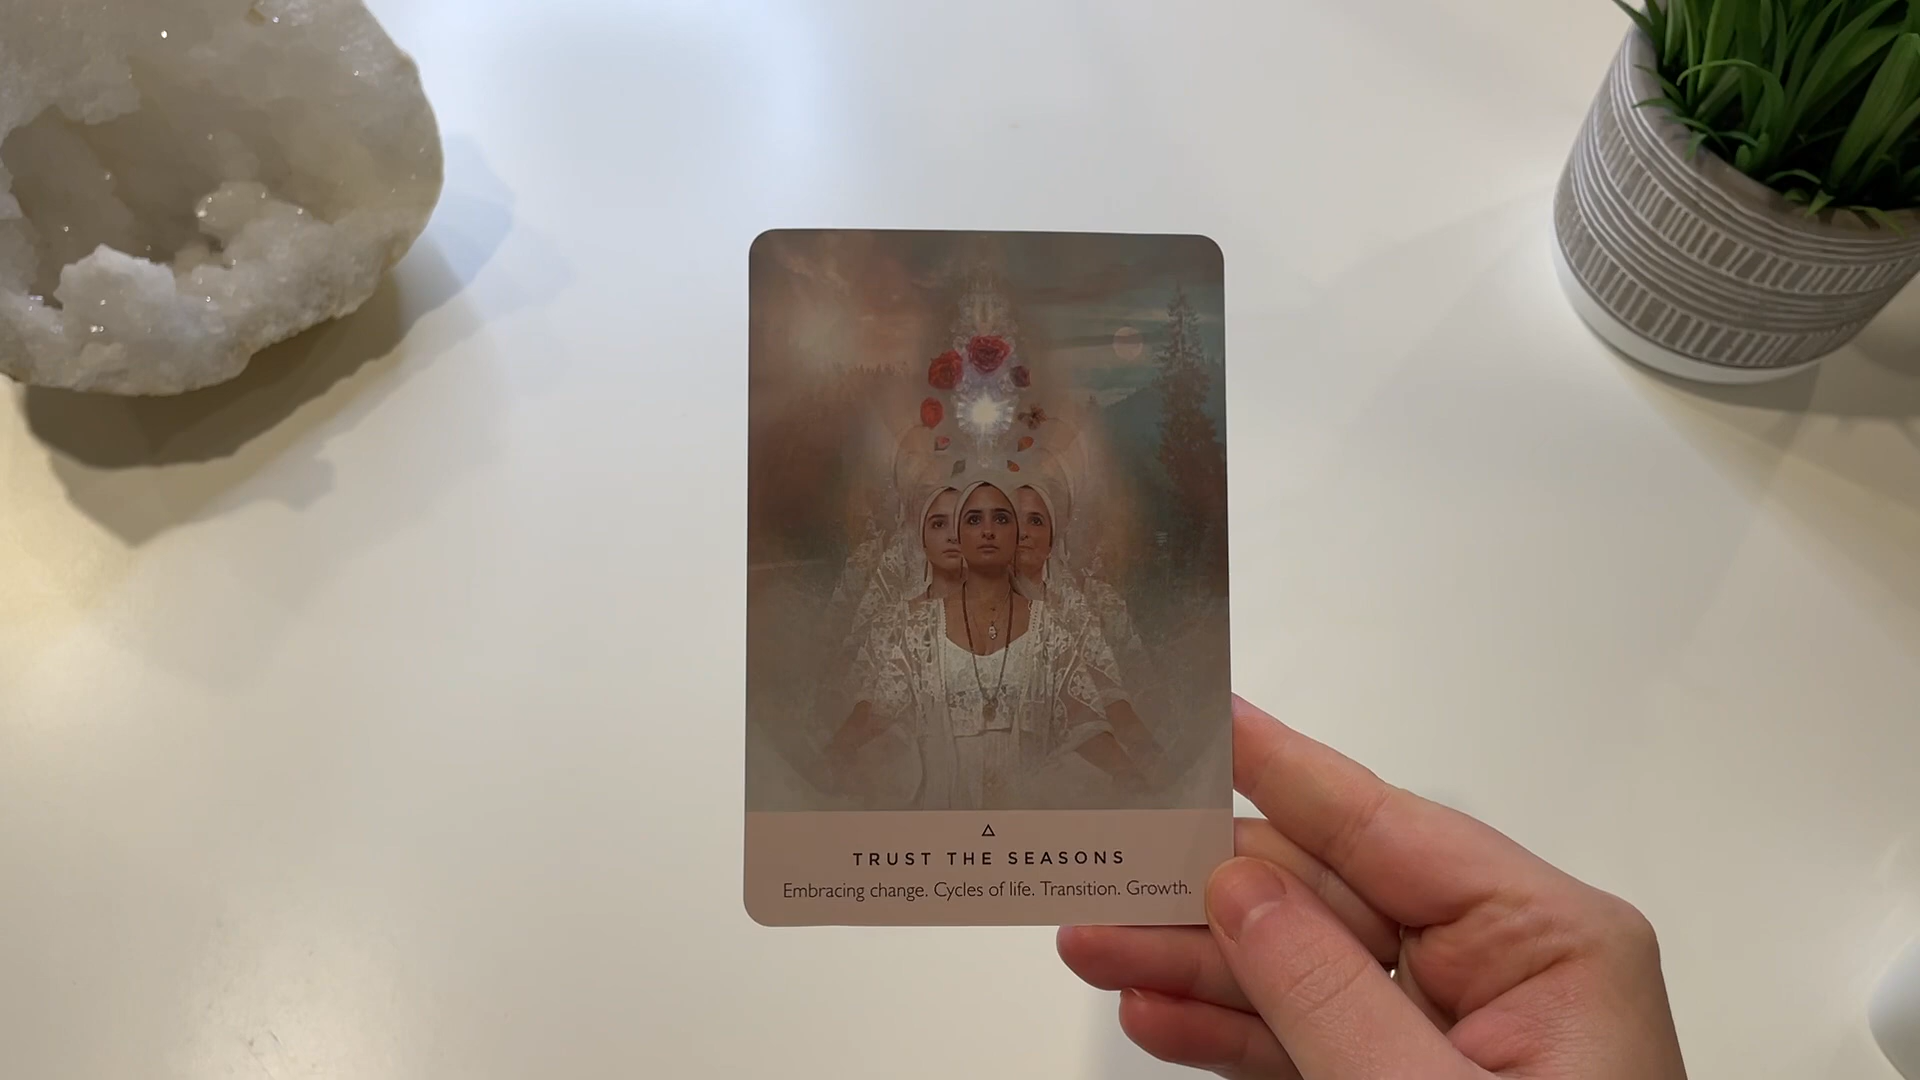 TRUST THE SEASONS
Embracing change. Cycles of life. Transition. Growth.